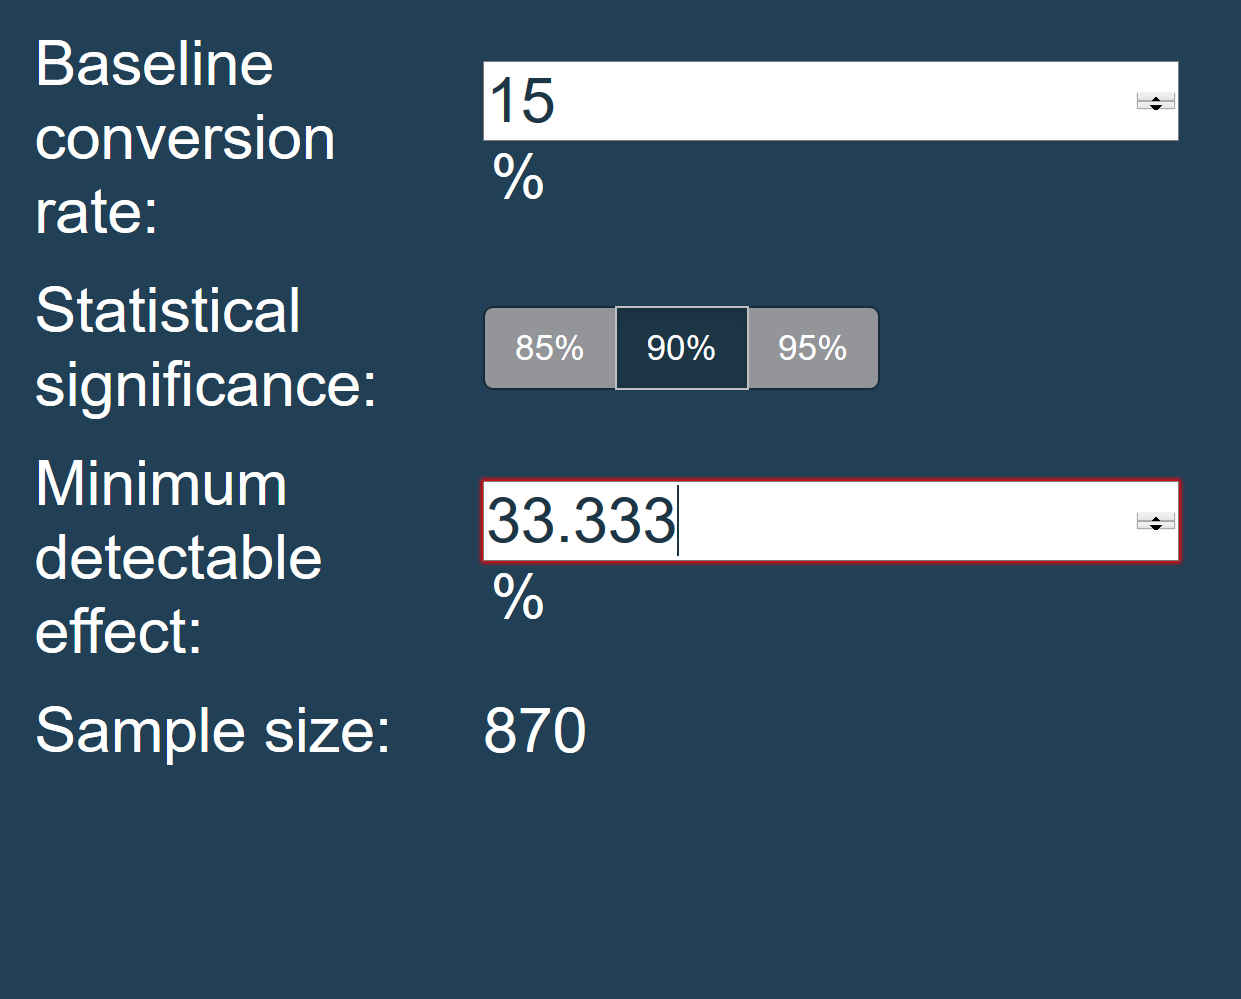 Baseline
conversion
rate:
15
%
Statistical
significance:
85% 90% 95%
Minimum
detectable
effect:
33.333
%
Sample size: 870